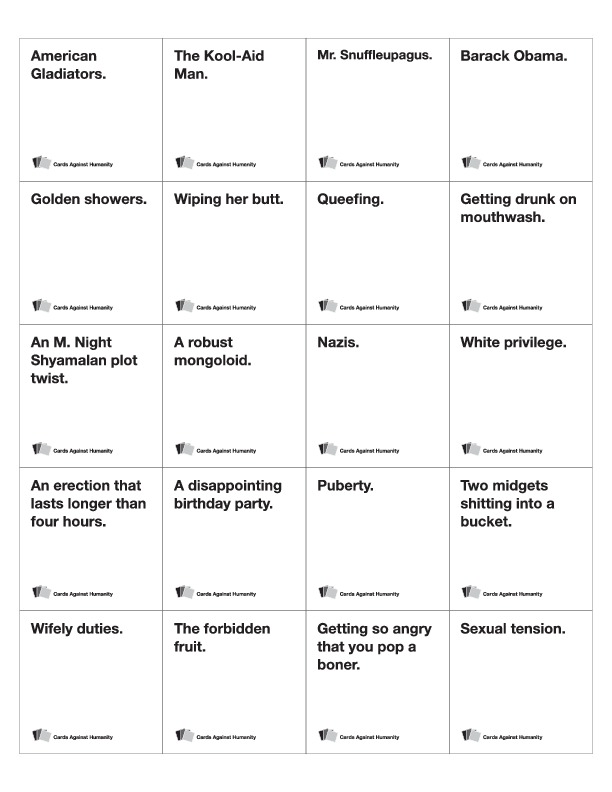 American
Gladiators.
Cards Against Humanity
The Kool-Aid
Man.
Cards Against Humanity
Mr. Snuffleupagus.
Cards Against Humanity
Barack Obama.
Cards Against Humanity
Golden showers.
Cards Against Humanity
Wiping her butt.
Cards Against Humanity
Queefing.
Cards Against Humanity
Getting drunk on
mouthwash.
Cards Against Humanity
An M. Night
Shyamalan plot
twist.
Cards Against Humanity
A robust
mongoloid.
Cards Against Humanity
Nazis.
Cards Against Humanity
White privilege.
Cards Against Humanity
An erection that
lasts longer than
four hours.
Cards Against Humanity
A disappointing
birthday party.
Cards Against Humanity
Puberty.
Cards Against Humanity
Two midgets
shitting into a
bucket.
Cards Against Humanity
Wifely duties.
Cards Against Humanity
The forbidden
fruit.
Cards Against Humanity
Getting so angry
that you pop a
boner.
Cards Against Humanity
Sexual tension.
Cards Against Humanity